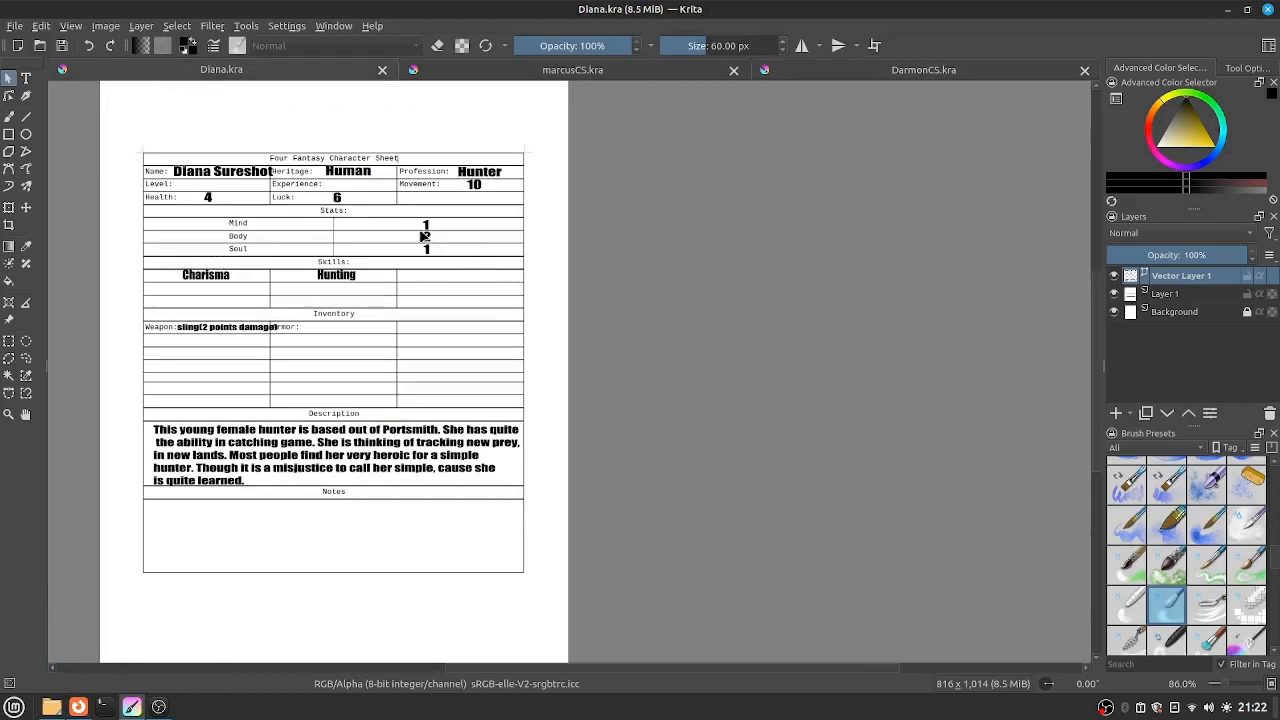 Diana.kra (8.5 MiB) — Krita
File Edit View Image Layer Select Filter Tools Settings Window Help
Normal Opacity: 100% Size: 60.00 px
Diana.kra marcusCS.kra DarmonCS.kra
Advanced Color Selec... Tool Opti...
Advanced Color Selector
Four Fantasy Character Sheet
Name: Diana Sureshot Heritage: Human Profession: Hunter
Level: Experience: Movement: 10
Health: 4 Luck: 6
Stats:
Mind 1
Body
Soul 1
Skills:
Charisma Hunting
Inventory
Weapon: sling(2 points damage)
Description
This young female hunter is based out of Portsmith. She has quite
the ability in catching game. She is thinking of tracking new prey,
in new lands. Most people find her very heroic for a simple
hunter. Though it is a misjustice to call her simple, cause she
is quite learned.
Notes
Layers
Normal
Opacity: 100%
Vector Layer 1
Layer 1
Background
Brush Presets
All Tag
Search Filter in Tag
RGB/Alpha (8-bit integer/channel) sRGB-elle-V2-srgbtrc.icc 816 x 1,014 (8.5 MiB) 0.00° 86.0%
21:22